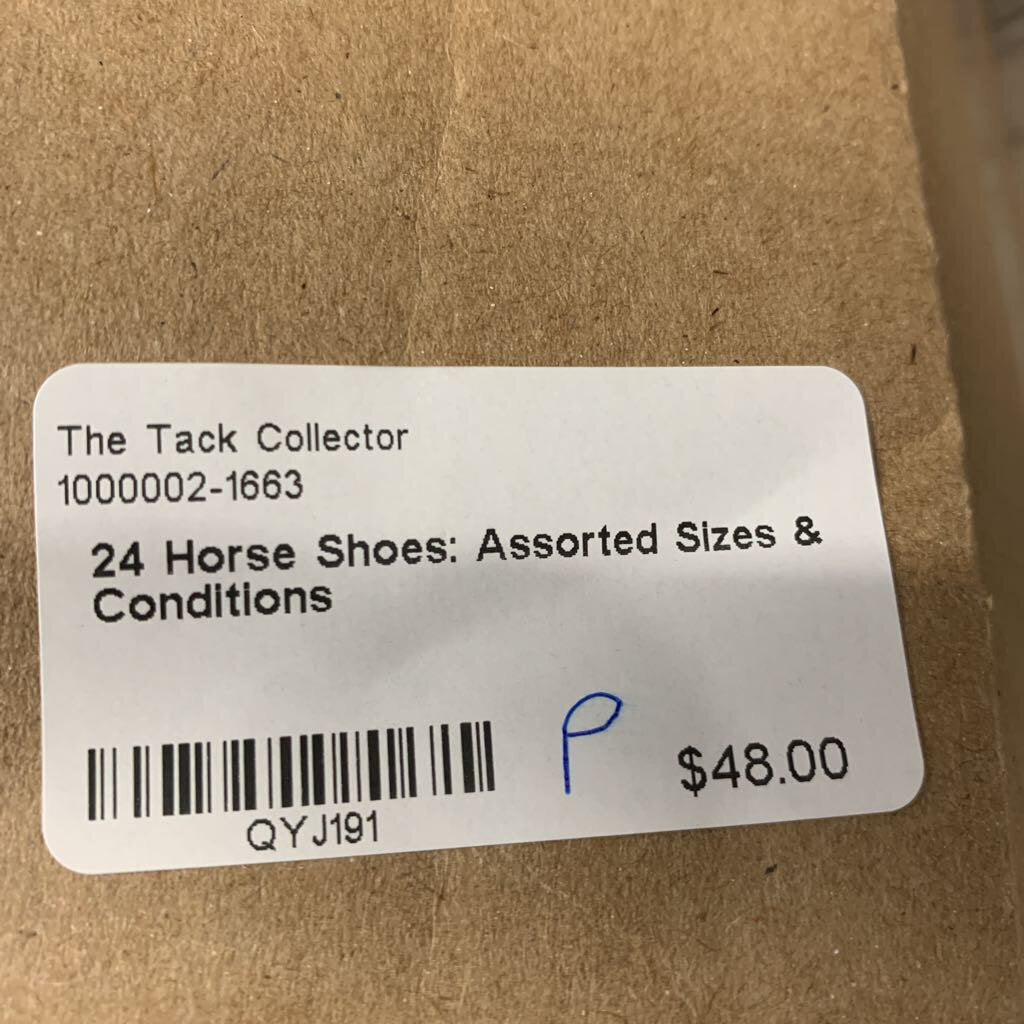 The Tack Collector
1000002-1663
24 Horse Shoes: Assorted Sizes &
Conditions
P
$48.00
QYJ191